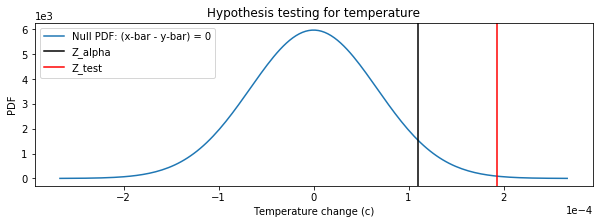 Hypothesis testing for temperature
1e3
Null PDF: (x-bar - y-bar) = 0
Z_alpha
Z_test
6
5
4
3
2
1
0
PDF
−2
−1
0
1
2
1e−4
Temperature change (c)